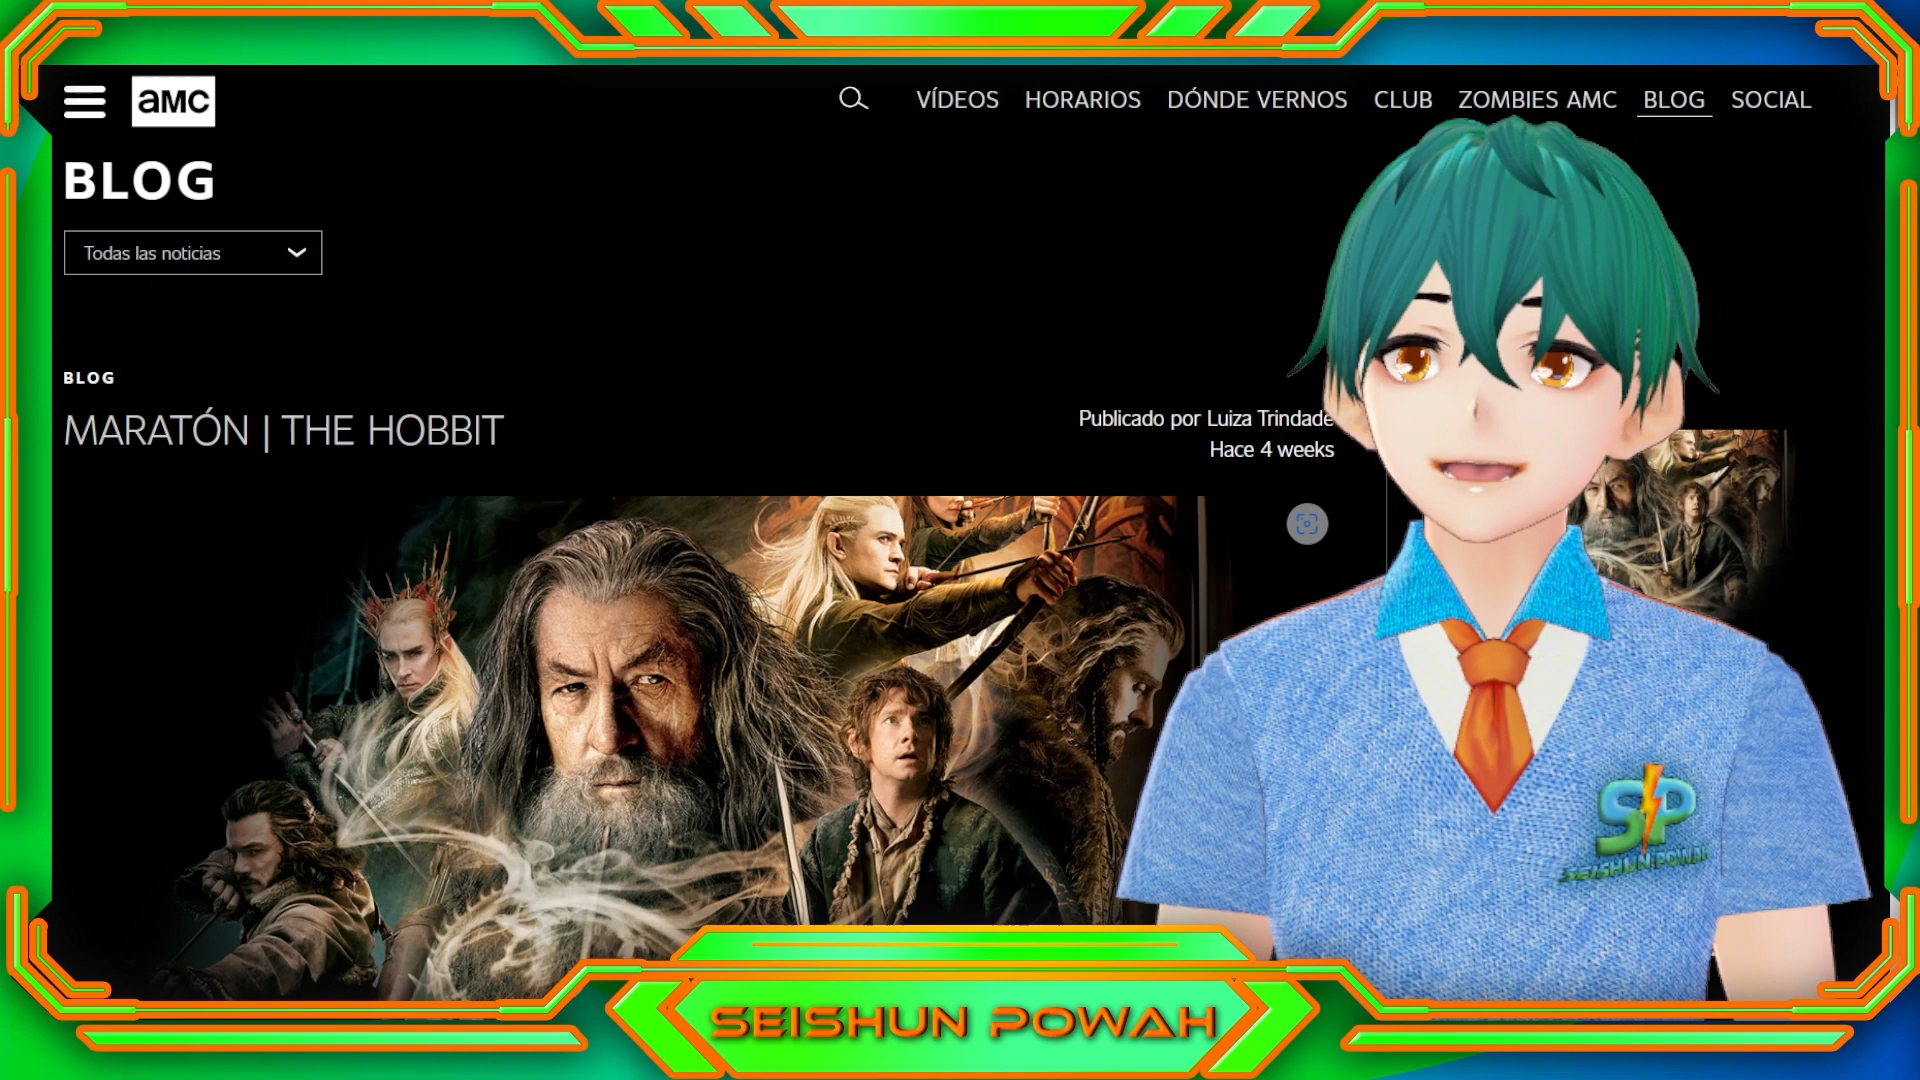 aMC
VÍDEOS HORARIOS DÓNDE VERNOS CLUB ZOMBIES AMC BLOG SOCIAL
BLOG
Todas las noticias
BLOG
MARATÓN | THE HOBBIT
Publicado por Luiza Trindade
Hace 4 weeks
SP
SEISHUN POWAH
SEISHUN POWAH